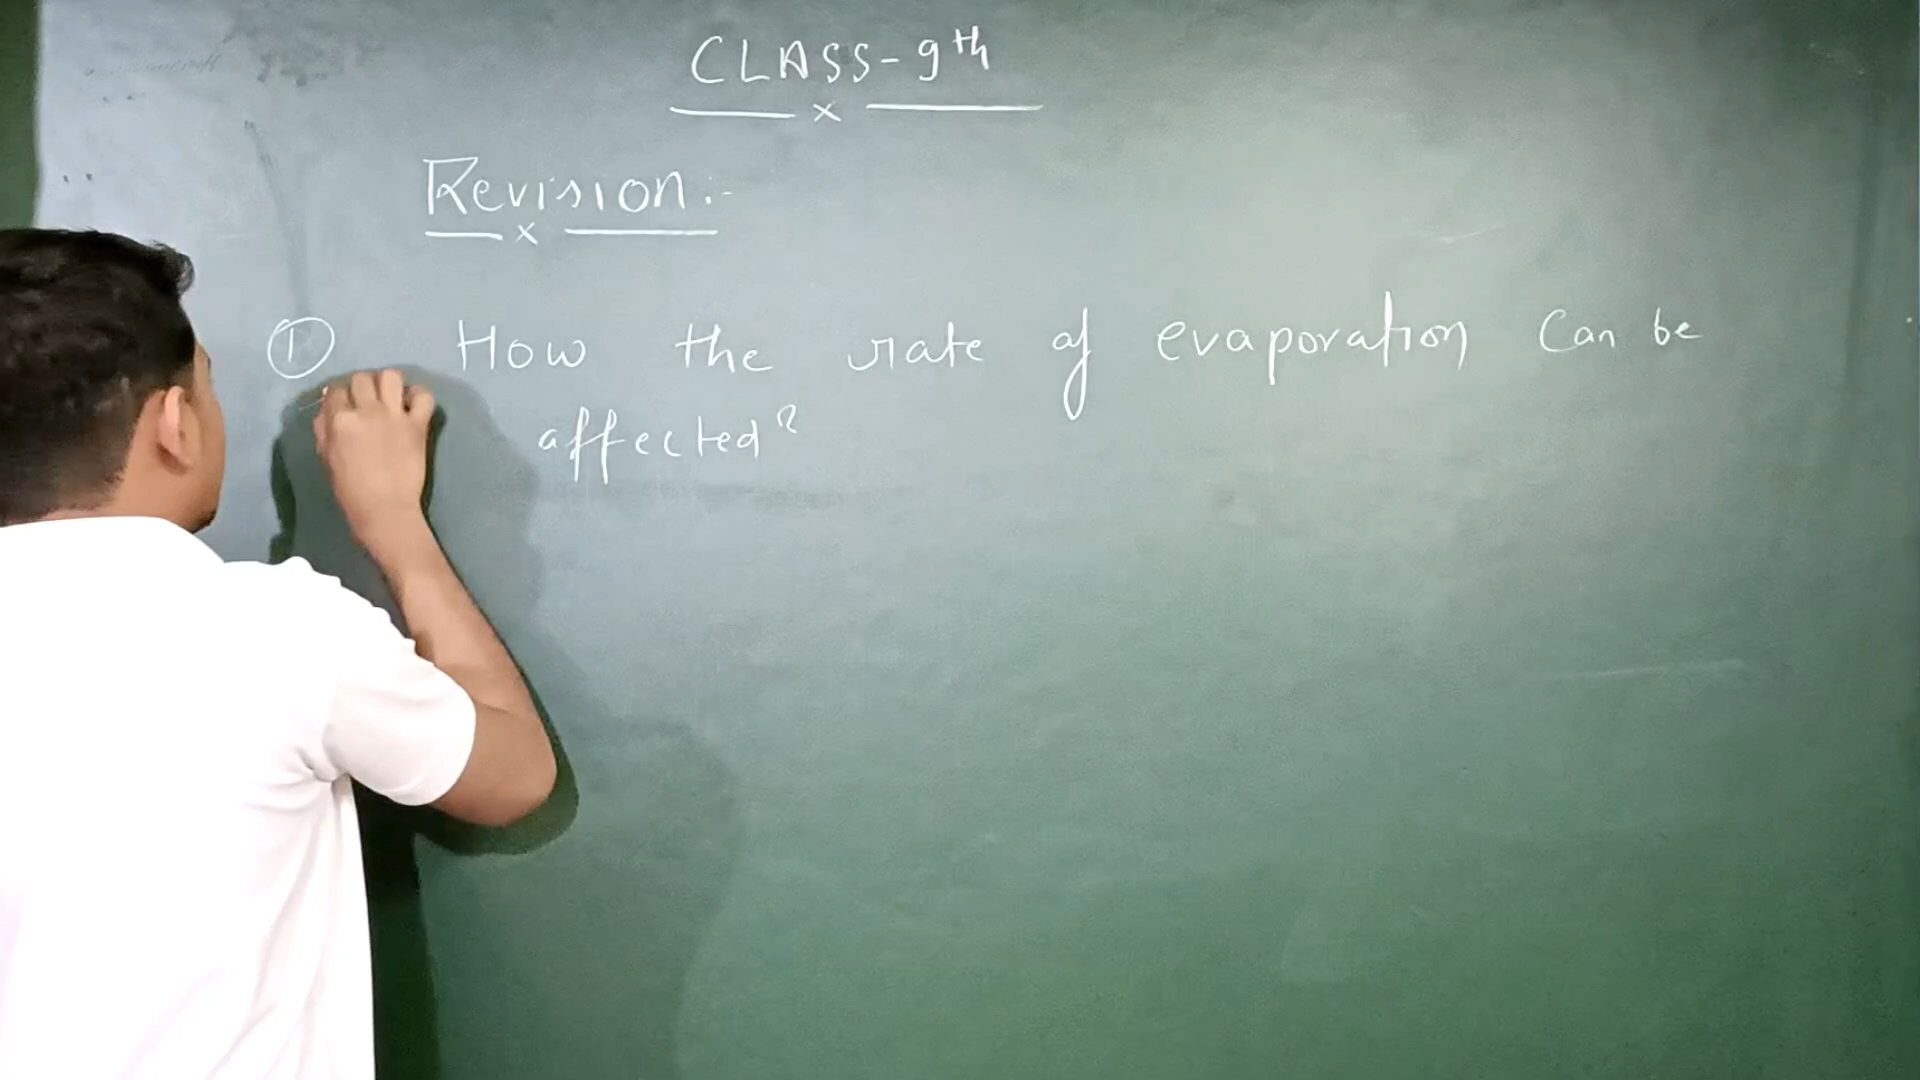 CLASS-9th
Revision:-
① How the rate of evaporation can be
affected?